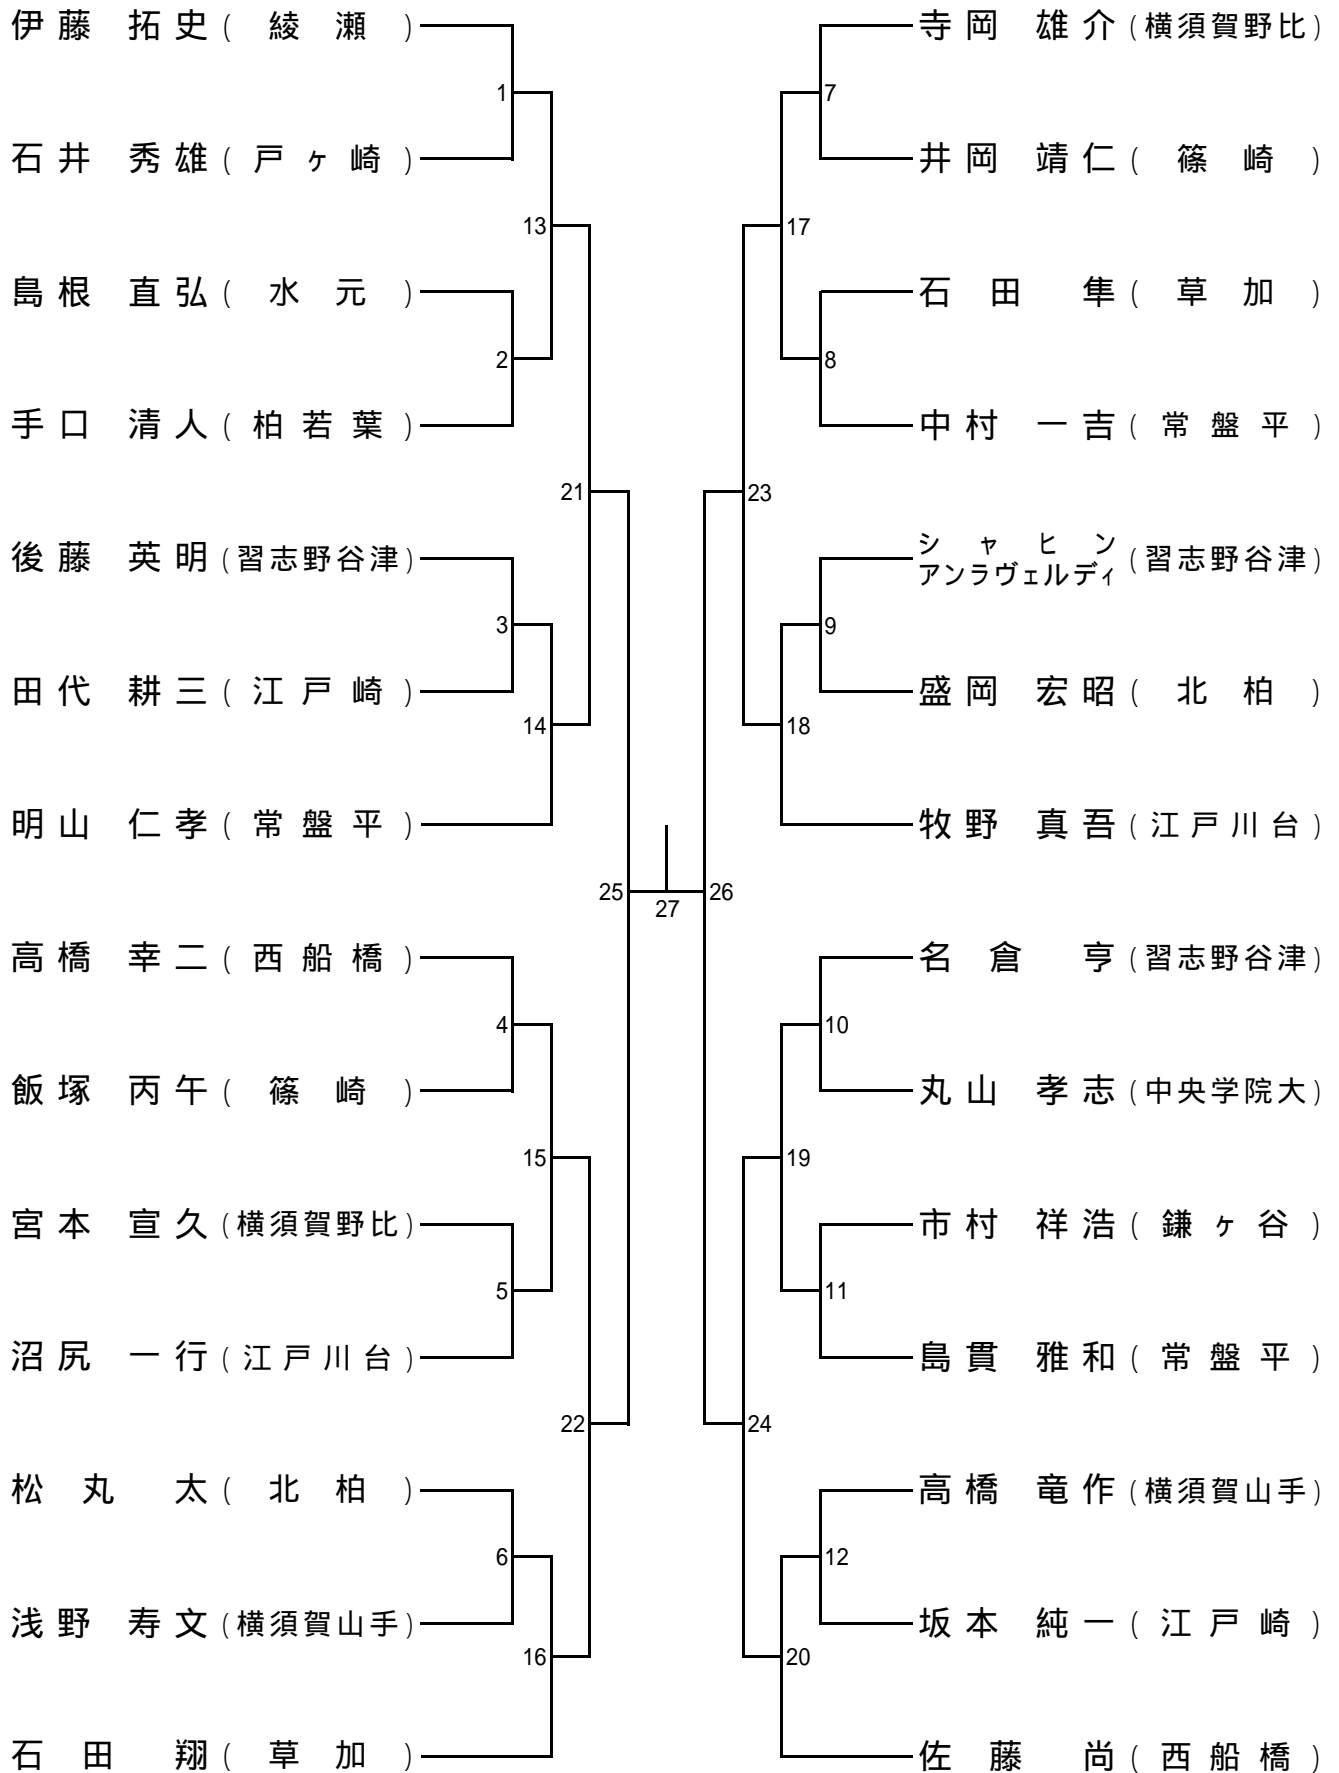 伊藤 拓史 (綾瀬)
1
石井 秀雄 (戸ヶ崎)
13
島根 直弘 (水元)
2
手口 清人 (柏若葉)
21
後藤 英明 (習志野谷津)
3
田代 耕三 (江戸崎)
14
明山 仁孝 (常盤平)
25
高橋 幸二 (西船橋)
4
飯塚 丙午 (篠崎)
15
宮本 宣久 (横須賀野比)
5
沼尻 一行 (江戸川台)
22
松丸 太 (北柏)
6
浅野 寿文 (横須賀山手)
16
石田 翔 (草加)
27
寺岡 雄介 (横須賀野比)
7
井岡 靖仁 (篠崎)
17
石田 隼 (草加)
8
中村 一吉 (常盤平)
23
シャヒン
アンラヴェルディ (習志野谷津)
9
盛岡 宏昭 (北柏)
18
牧野 真吾 (江戸川台)
26
名倉 亨 (習志野谷津)
10
丸山 孝志 (中央学院大)
19
市村 祥浩 (鎌ヶ谷)
11
島貫 雅和 (常盤平)
24
高橋 竜作 (横須賀山手)
12
坂本 純一 (江戸崎)
20
佐藤 尚 (西船橋)